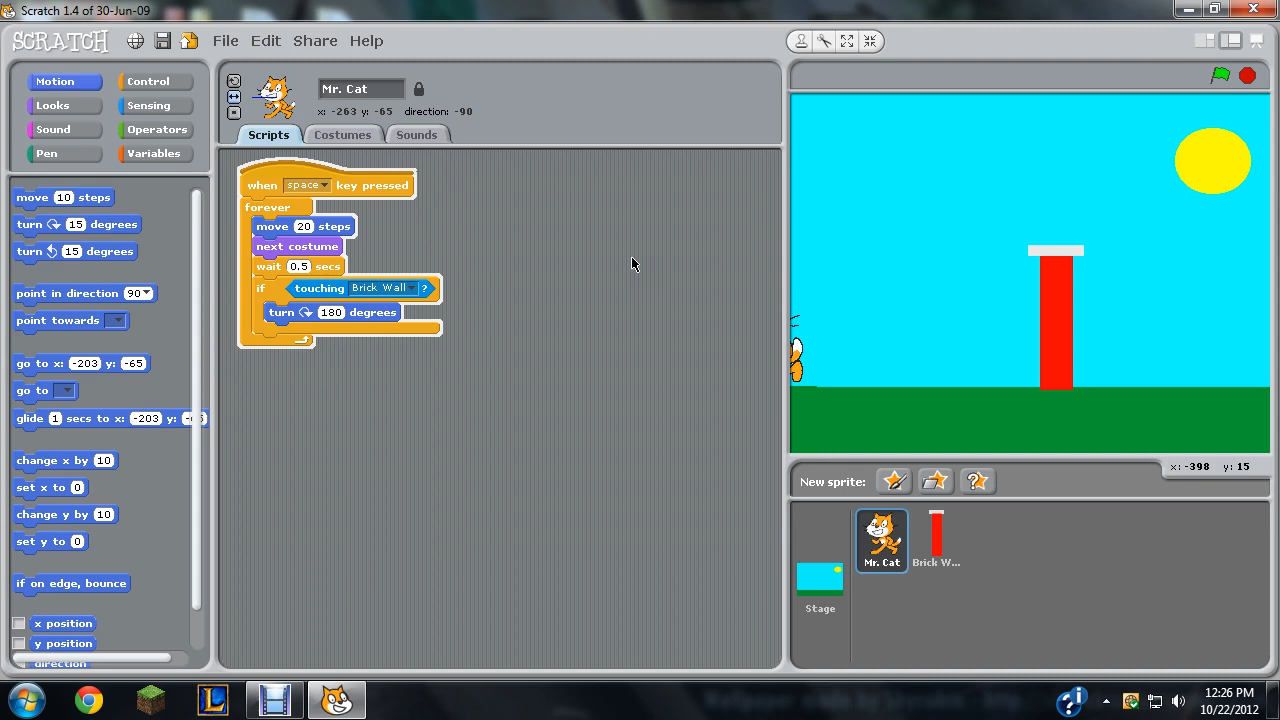 Scratch 1.4 of 30-Jun-09
SCRATCH
File Edit Share Help
Motion Control
Looks Sensing
Sound Operators
Pen Variables
Mr. Cat
x: -263 y: -65 direction: -90
Scripts Costumes Sounds
move 10 steps
turn 15 degrees
turn 15 degrees
point in direction 90
point towards
go to x: -203 y: -65
go to
glide 1 secs to x: -203 y:
change x by 10
set x to 0
change y by 10
set y to 0
if on edge, bounce
x position
y position
direction
when space key pressed
forever
move 20 steps
next costume
wait 0.5 secs
if touching Brick Wall ?
turn 180 degrees
x: -398 y: 15
New sprite:
Mr. Cat
Brick W...
Stage
12:26 PM
10/22/2012